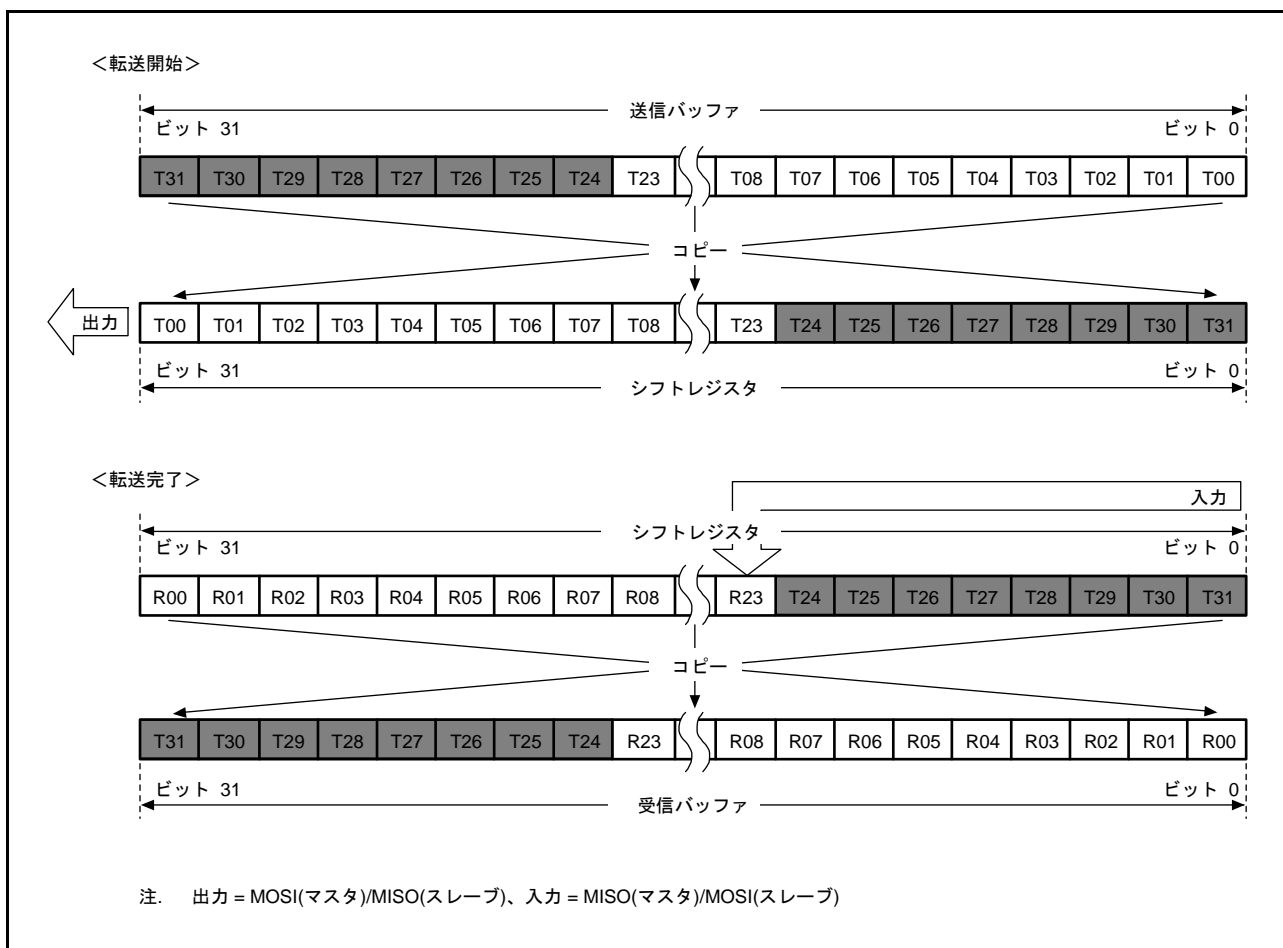 ＜転送開始＞
送信バッファ
ビット 31 ビット 0
T31 T30 T29 T28 T27 T26 T25 T24 T23 T08 T07 T06 T05 T04 T03 T02 T01 T00
コピー
出力 T00 T01 T02 T03 T04 T05 T06 T07 T08 T23 T24 T25 T26 T27 T28 T29 T30 T31
ビット 31 ビット 0
シフトレジスタ
＜転送完了＞
入力
シフトレジスタ
ビット 31 ビット 0
R00 R01 R02 R03 R04 R05 R06 R07 R08 R23 T24 T25 T26 T27 T28 T29 T30 T31
コピー
T31 T30 T29 T28 T27 T26 T25 T24 R23 R08 R07 R06 R05 R04 R03 R02 R01 R00
ビット 31 ビット 0
受信バッファ
注. 出力 = MOSI(マスタ)/MISO(スレーブ)、入力 = MISO(マスタ)/MOSI(スレーブ)